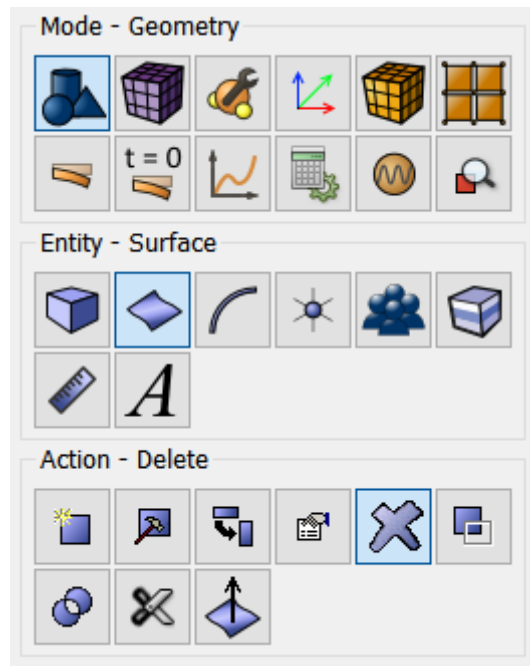 Mode - Geometry
t = 0
Entity - Surface
A
Action - Delete